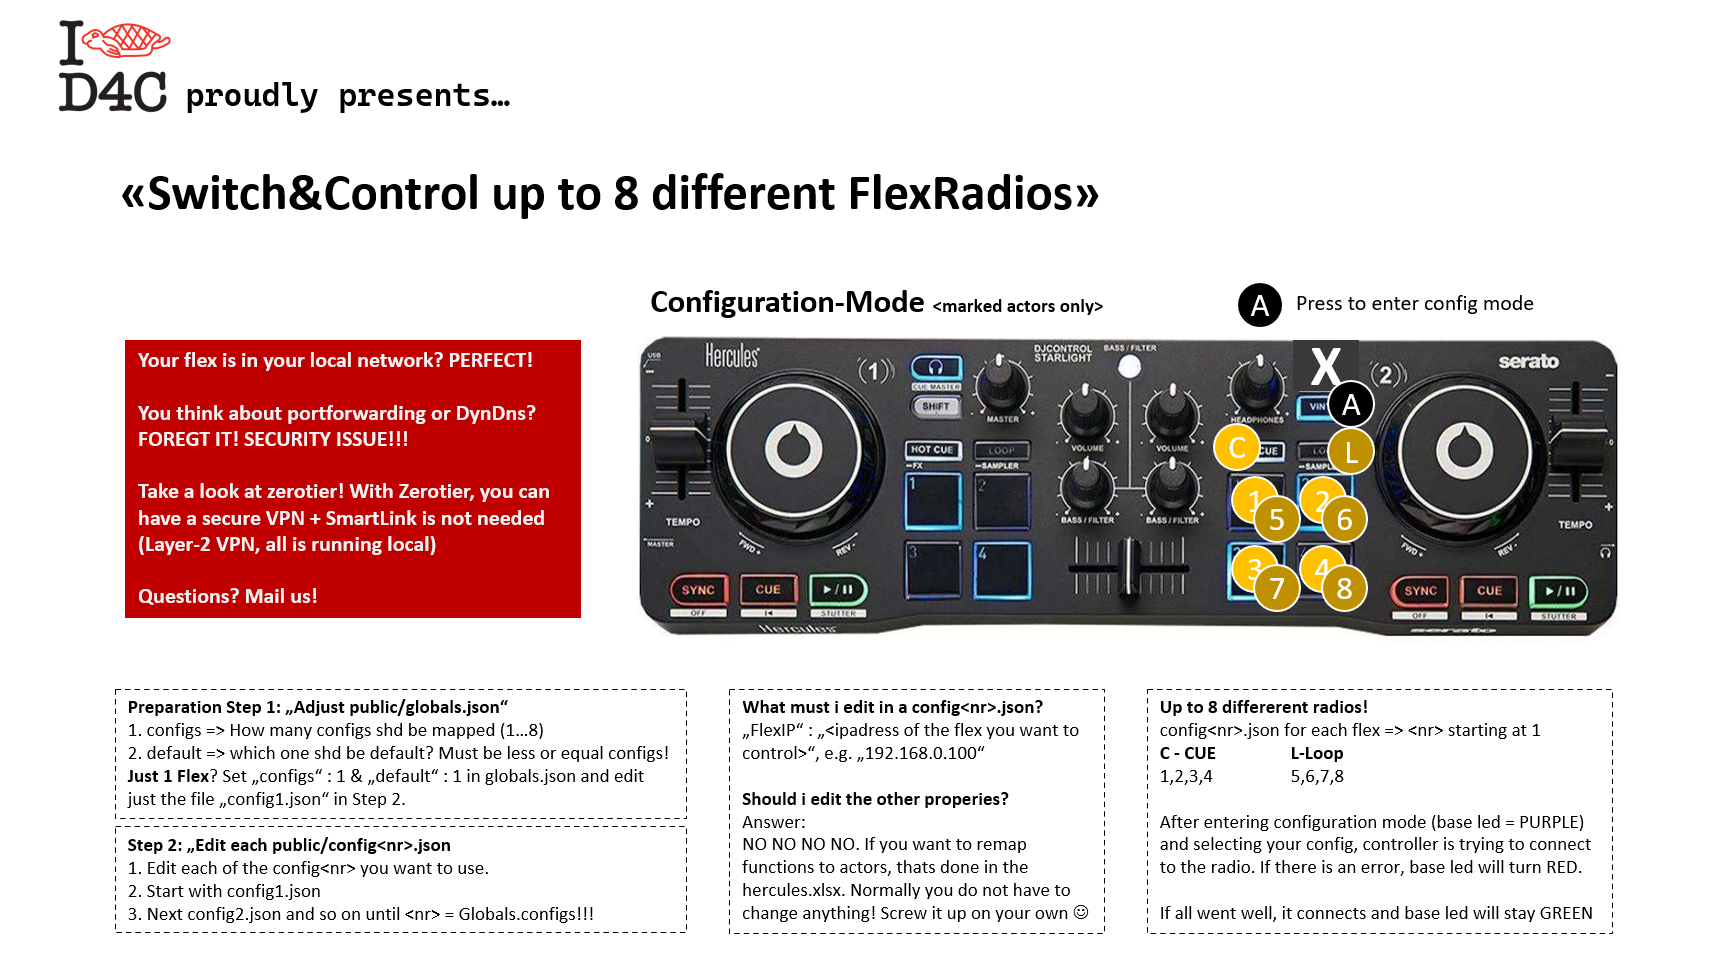 I
D4C proudly presents…
«Switch&Control up to 8 different FlexRadios»
Configuration-Mode <marked actors only>
A Press to enter config mode
Your flex is in your local network? PERFECT!
You think about portforwarding or DynDns?
FOREGT IT! SECURITY ISSUE!!!
Take a look at zerotier! With Zerotier, you can
have a secure VPN + SmartLink is not needed
(Layer-2 VPN, all is running local)
Questions? Mail us!
USB
Hercules
DJCONTROL
STARLIGHT
BASS / FILTER
X
serato
(1)
(2)
CUE MASTER
SHIFT
MASTER
HEADPHONES
VIN
A
VOLUME
VOLUME
HOT CUE
LOOP
FX
SAMPLER
C
CUE
L
1
2
3
4
BASS / FILTER
BASS / FILTER
1
2
5
6
3
4
7
8
TEMPO
MASTER
FWD +
REV -
TEMPO
FWD +
REV -
SYNC
CUE
OFF
STUTTER
SYNC
CUE
OFF
STUTTER
Hercules
serato
Preparation Step 1: „Adjust public/globals.json“
1. configs => How many configs shd be mapped (1…8)
2. default => which one shd be default? Must be less or equal configs!
Just 1 Flex? Set „configs“ : 1 & „default“ : 1 in globals.json and edit
just the file „config1.json“ in Step 2.
Step 2: „Edit each public/config<nr>.json
1. Edit each of the config<nr> you want to use.
2. Start with config1.json
3. Next config2.json and so on until <nr> = Globals.configs!!!
What must i edit in a config<nr>.json?
„FlexIP“ : „<ipadress of the flex you want to
control>“, e.g. „192.168.0.100“
Should i edit the other properies?
Answer:
NO NO NO NO. If you want to remap
functions to actors, thats done in the
hercules.xlsx. Normally you do not have to
change anything! Screw it up on your own ☺
Up to 8 differerent radios!
config<nr>.json for each flex => <nr> starting at 1
C - CUE L-Loop
1,2,3,4 5,6,7,8
After entering configuration mode (base led = PURPLE)
and selecting your config, controller is trying to connect
to the radio. If there is an error, base led will turn RED.
If all went well, it connects and base led will stay GREEN